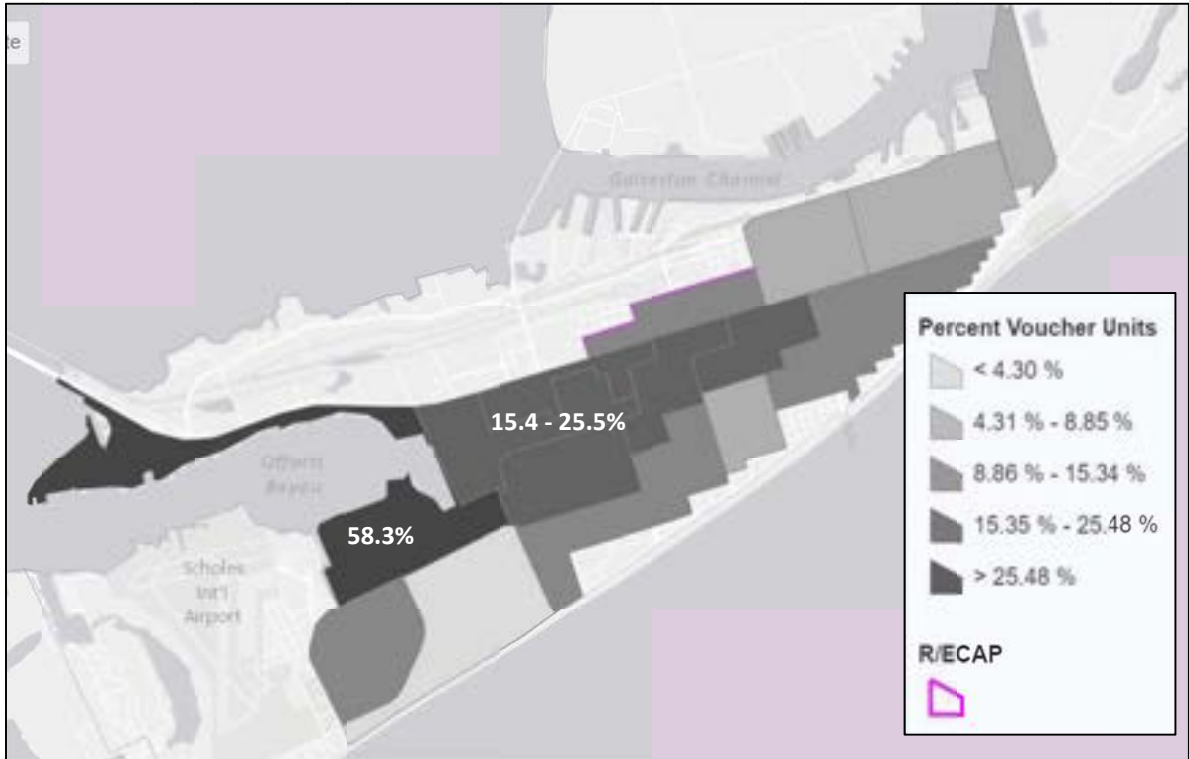 te
Galveston Channel
15.4 - 25.5%
Offatts
Bayou
58.3%
Scholes
Int'l
Airport
Percent Voucher Units
< 4.30 %
4.31 % - 8.85 %
8.86 % - 15.34 %
15.35 % - 25.48 %
> 25.48 %
R/ECAP